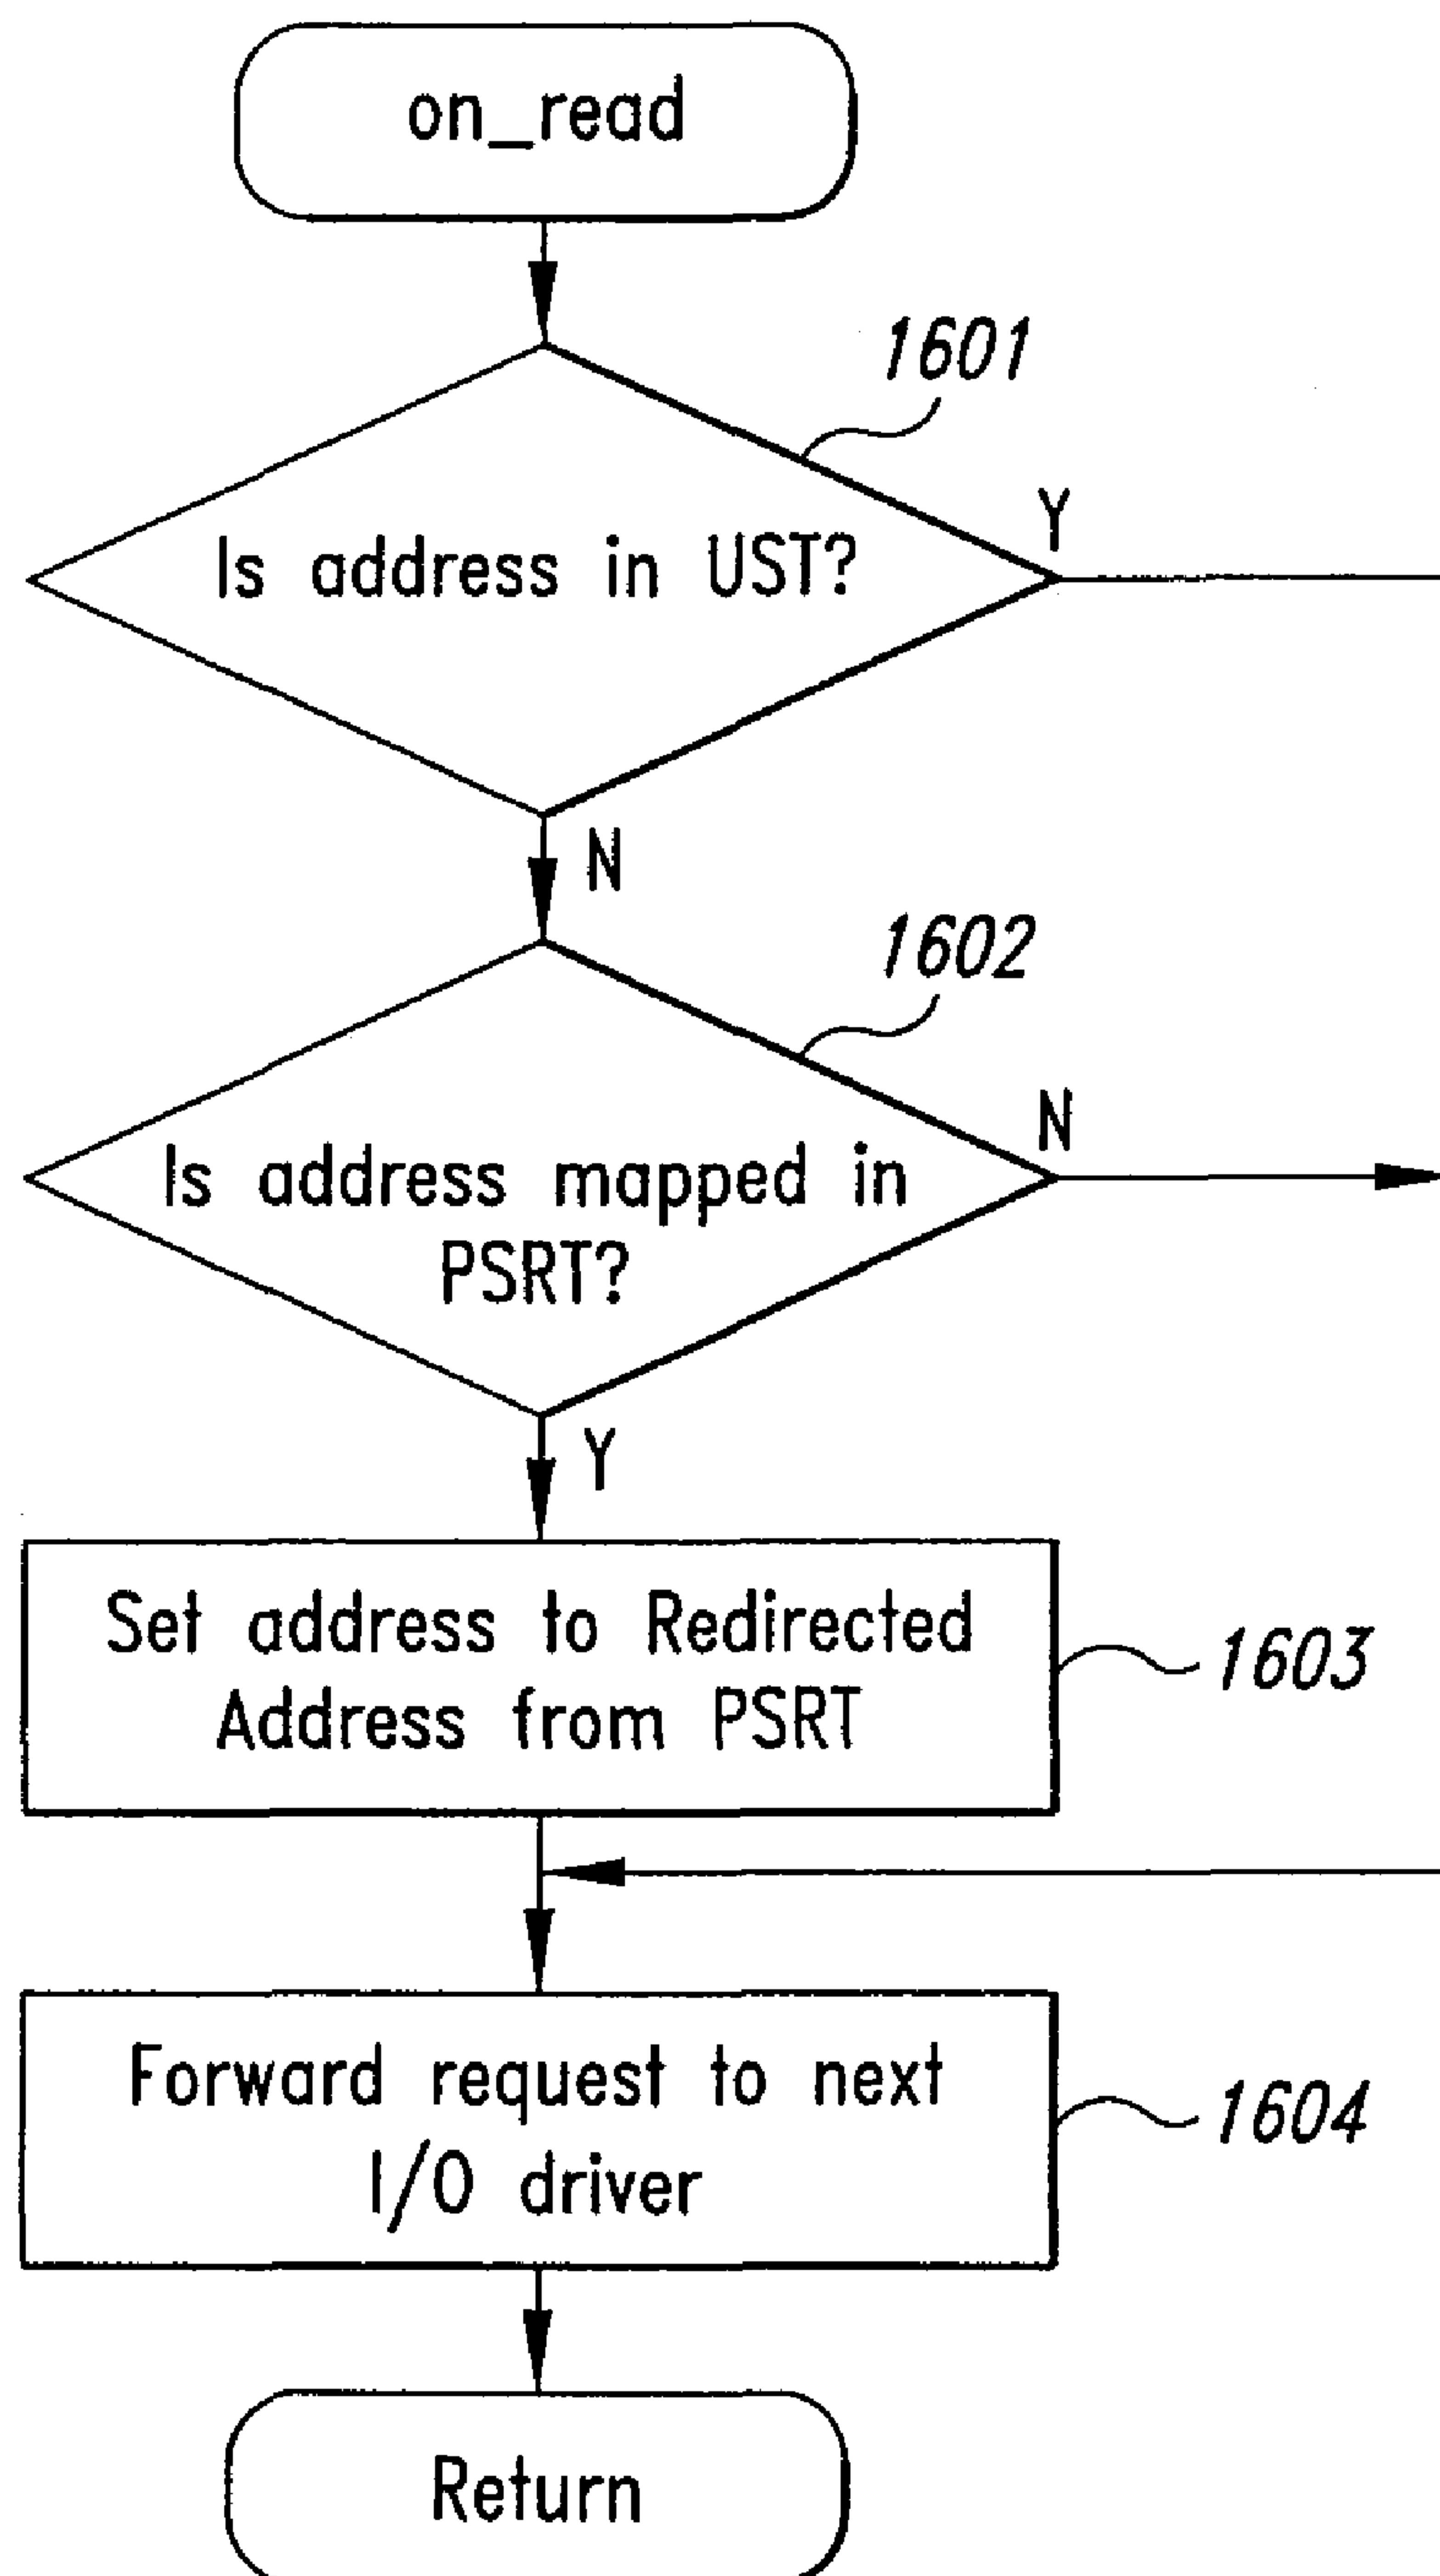 on_read
1601
Is address in UST?
Y
N
1602
Is address mapped in
PSRT?
N
Y
Set address to Redirected
Address from PSRT
1603
Forward request to next
I/O driver
1604
Return